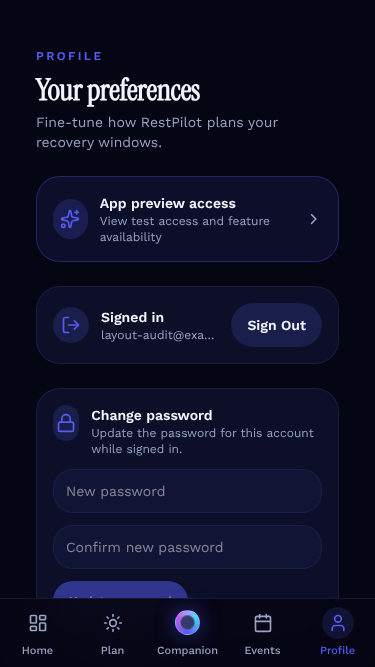 PROFILE
Your preferences
Fine-tune how RestPilot plans your
recovery windows.
App preview access
View test access and feature
availability
Signed in
layout-audit@exa...
Sign Out
Change password
Update the password for this account
while signed in.
New password
Confirm new password
Home
Plan
Companion
Events
Profile